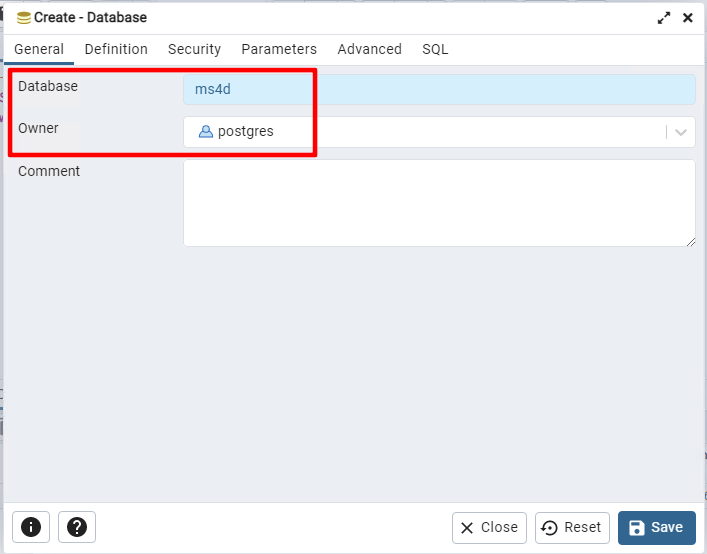 Create - Database
General Definition Security Parameters Advanced SQL
Database ms4d
Owner postgres
Comment
Close Reset Save